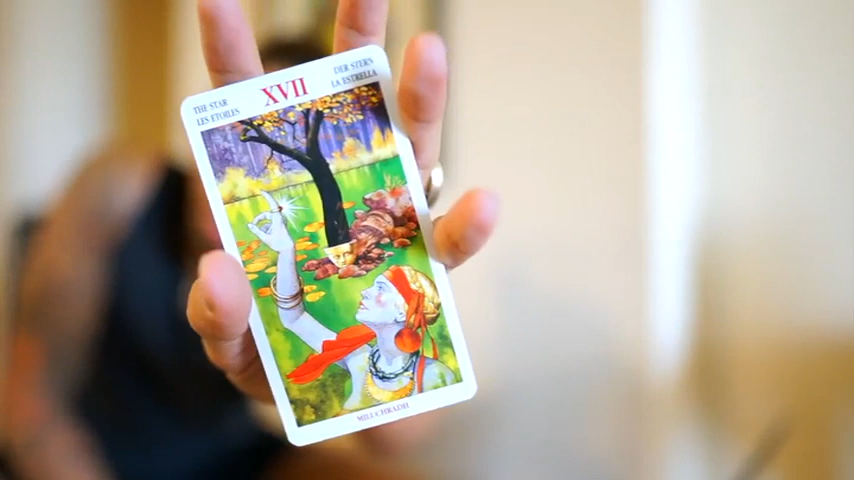 THE STAR
LES ETOILES
XVII
DER STERN
LA ESTRELLA